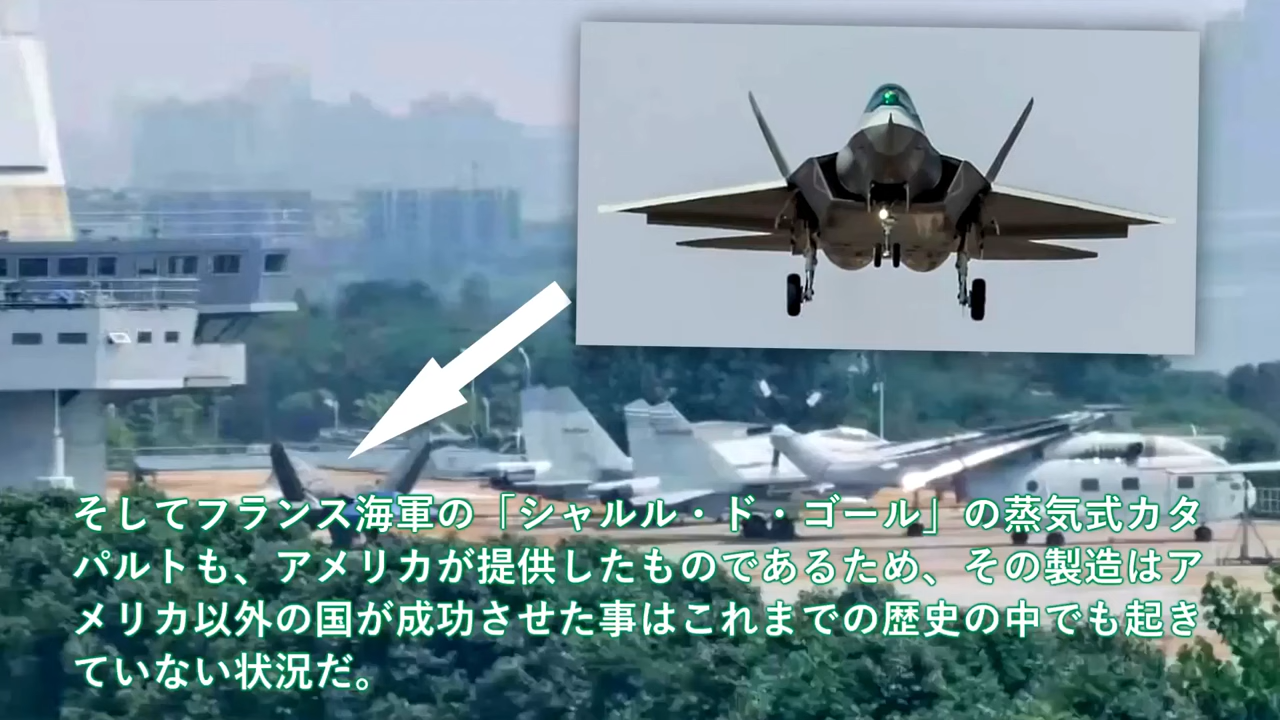 そしてフランス海軍の「シャルル・ド・ゴール」の蒸気式カタ
パルトも、アメリカが提供したものであるため、その製造はア
メリカ以外の国が成功させた事はこれまでの歴史の中でも起き
ていない状況だ。